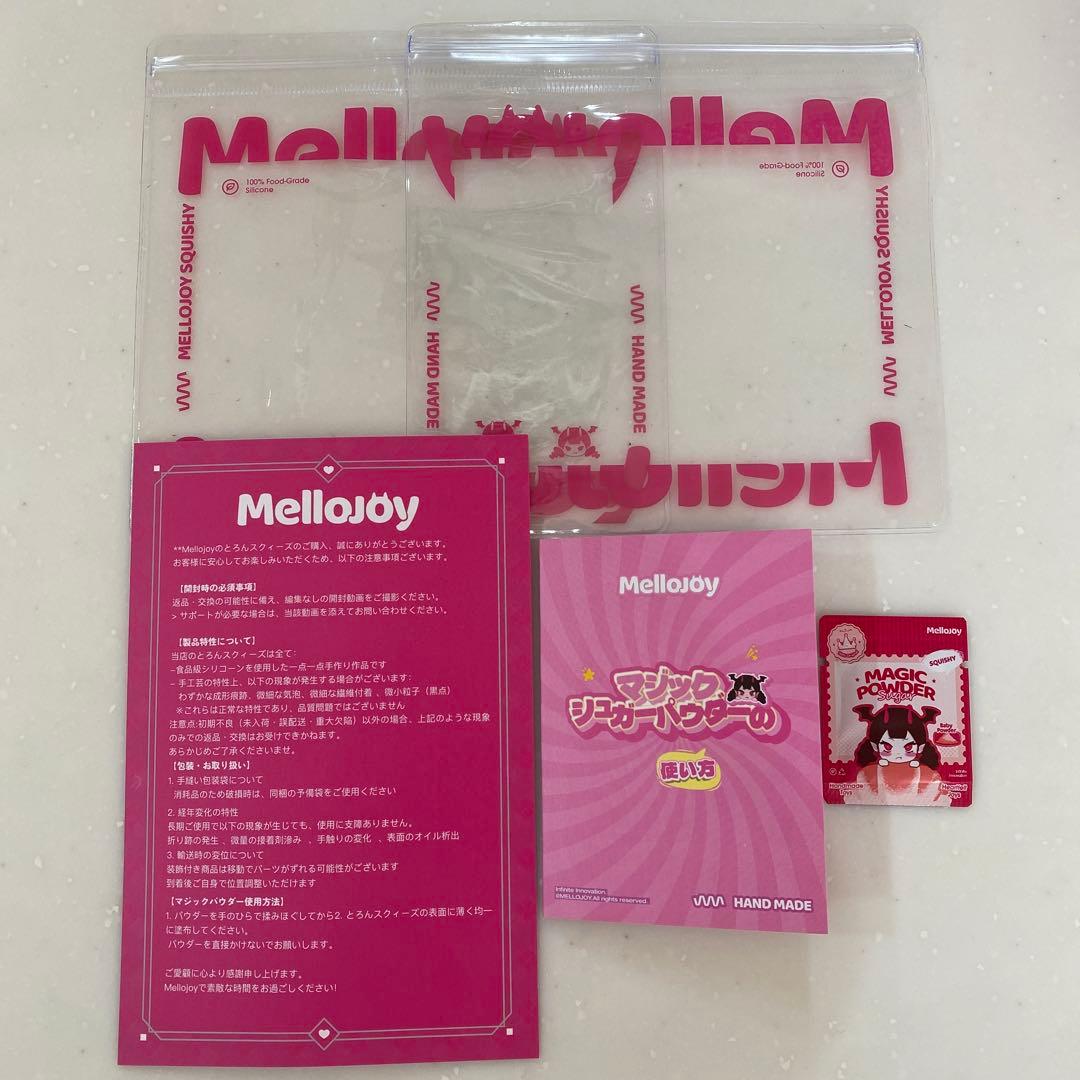 Mello
Mello
100% Food-Grade
Silicone
100% Food-Grade
Silicone
MELLOJOY SQUISHY
MELLOJOY SQUISHY
HAND MADE
HAND MADE
MelloJoy
**Mellojoyのとろんスクィーズのご購入、誠にありがとうございます。
お客様に安心してお楽しみいただくため、以下の注意事項ございます。
【開封時の必須事項】
返品・交換の可能性に備え、編集なしの開封動画をご撮影ください。
> サポートが必要な場合は、当該動画を添えてお問い合わせください。
【製品特性について】
当店のとろんスクィーズは全て:
–食品級シリコーンを使用した一点一点手作り作品です
– 手工芸の特性上、以下の現象が発生する場合がございます:
わずかな成形痕跡、微細な気泡、微細な繊維付着 、微小粒子（黒点）
※これらは正常な特性であり、品質問題ではございません
注意点:初期不良（未入荷・誤配送・重大欠陥）以外の場合、上記のような現象
のみでの返品・交換はお受けできかねます。
あらかじめご了承くださいませ。
【包装・お取り扱い】
1. 手縫い包装袋について
消耗品のため破損時は、同梱の予備袋をご使用ください
2. 経年変化の特性
長期ご使用で以下の現象が生じても、使用に支障ありません。
折り跡の発生 、微量の接着剤滲み 、手触りの変化 、表面のオイル析出
3. 輸送時の変位について
装飾付き商品は移動でパーツがずれる可能性がございます
到着後ご自身で位置調整いただけます
【マジックパウダー使用方法】
1. パウダーを手のひらで揉みほぐしてから2. とろんスクィーズの表面に薄く均一
に塗布してください。
パウダーを直接かけないでお願いします。
ご愛顧に心より感謝申し上げます。
Mellojoyで素敵な時間をお過ごしください!
MelloJoy
マジック
シュガーパウダーの
使い方
Infinite Innovation.
©MELLOJOY.All rights reserved.
HAND MADE
MelloJoy
SQUISHY
MAGIC
POWDER
Sugar
Baby
Powder
Infinite
Innovation
Handmade
Toys
Heartfelt
Joys